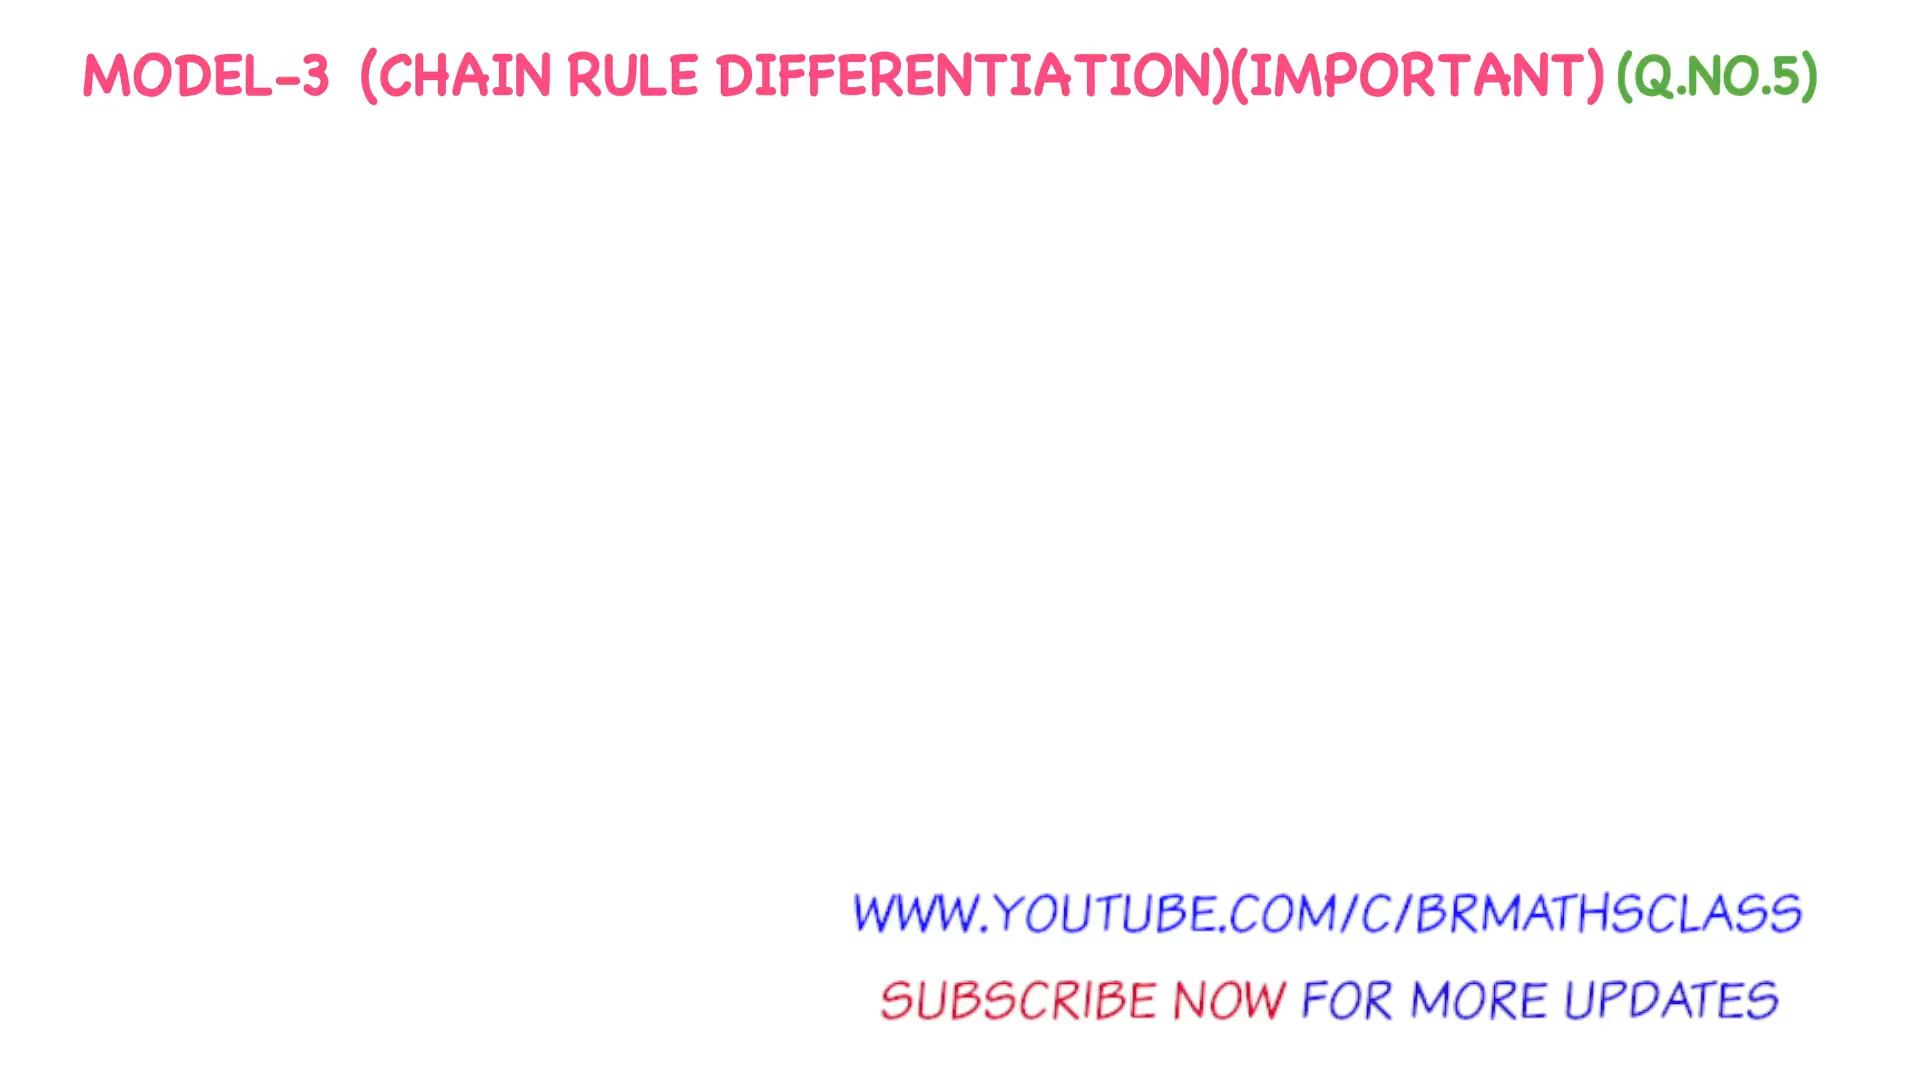 MODEL-3 (CHAIN RULE DIFFERENTIATION)(IMPORTANT) (Q.NO.5)
WWW.YOUTUBE.COM/C/BRMATHSCLASS
SUBSCRIBE NOW FOR MORE UPDATES